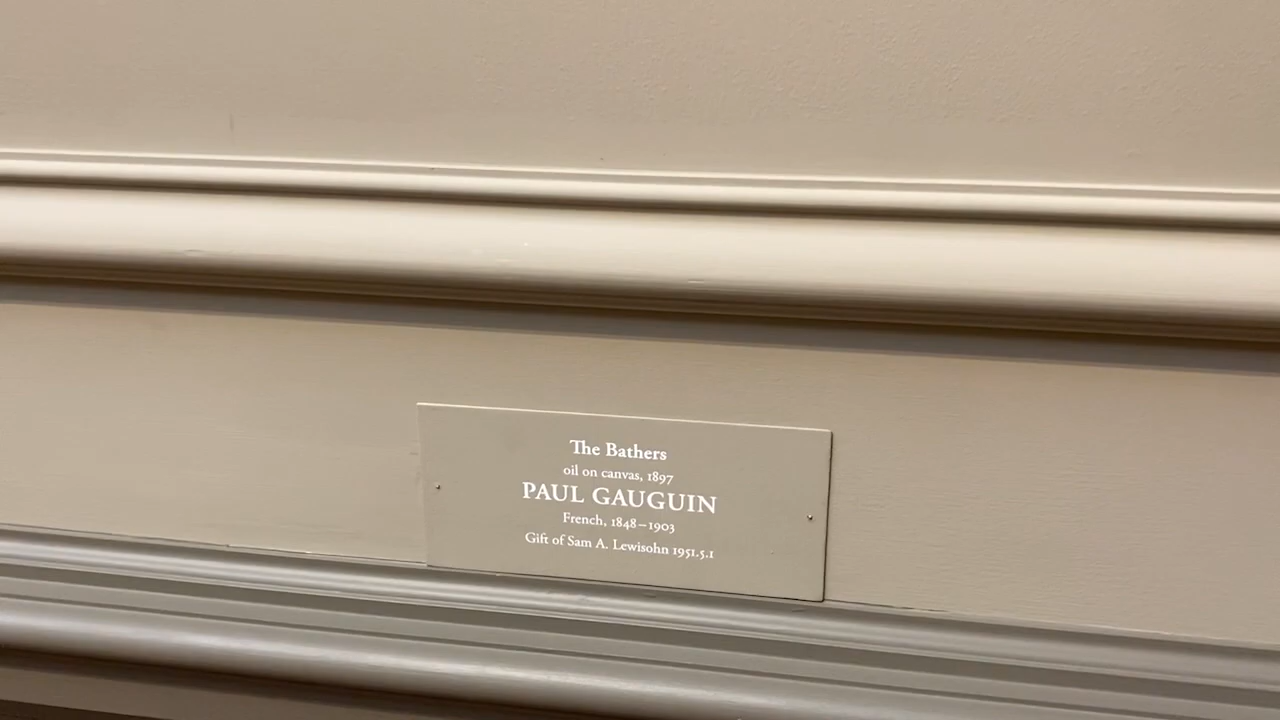 The Bathers
oil on canvas, 1897
PAUL GAUGUIN
French, 1848–1903
Gift of Sam A. Lewisohn 1951.5.1